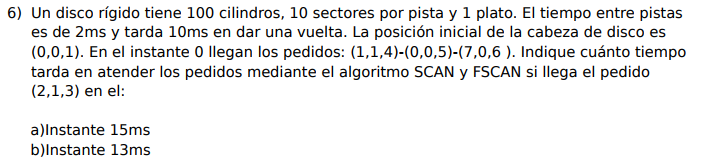 6) Un disco rígido tiene 100 cilindros, 10 sectores por pista y 1 plato. El tiempo entre pistas
es de 2ms y tarda 10ms en dar una vuelta. La posición inicial de la cabeza de disco es
(0,0,1). En el instante 0 llegan los pedidos: (1,1,4)-(0,0,5)-(7,0,6 ). Indique cuánto tiempo
tarda en atender los pedidos mediante el algoritmo SCAN y FSCAN si llega el pedido
(2,1,3) en el:
a)Instante 15ms
b)Instante 13ms